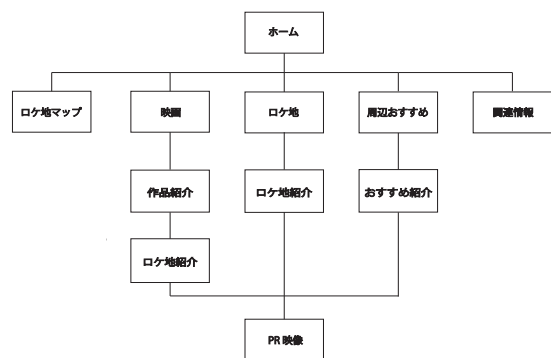 ホーム
ロケ地マップ
映画
ロケ地
周辺おすすめ
関連情報
作品紹介
ロケ地紹介
おすすめ紹介
ロケ地紹介
PR 映像